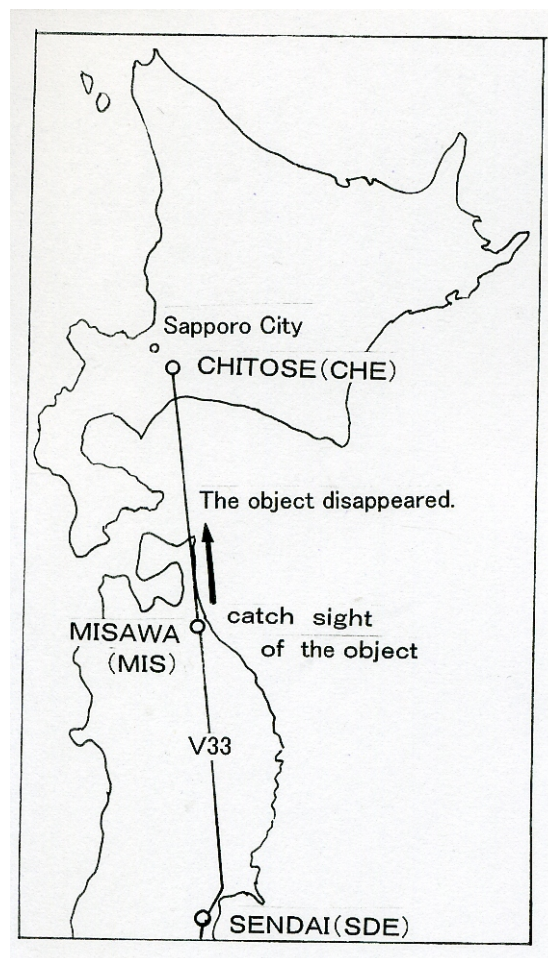 Sapporo City
CHITOSE(CHE)
The object disappeared.
catch sight
of the object
MISAWA
(MIS)
V33
SENDAI(SDE)